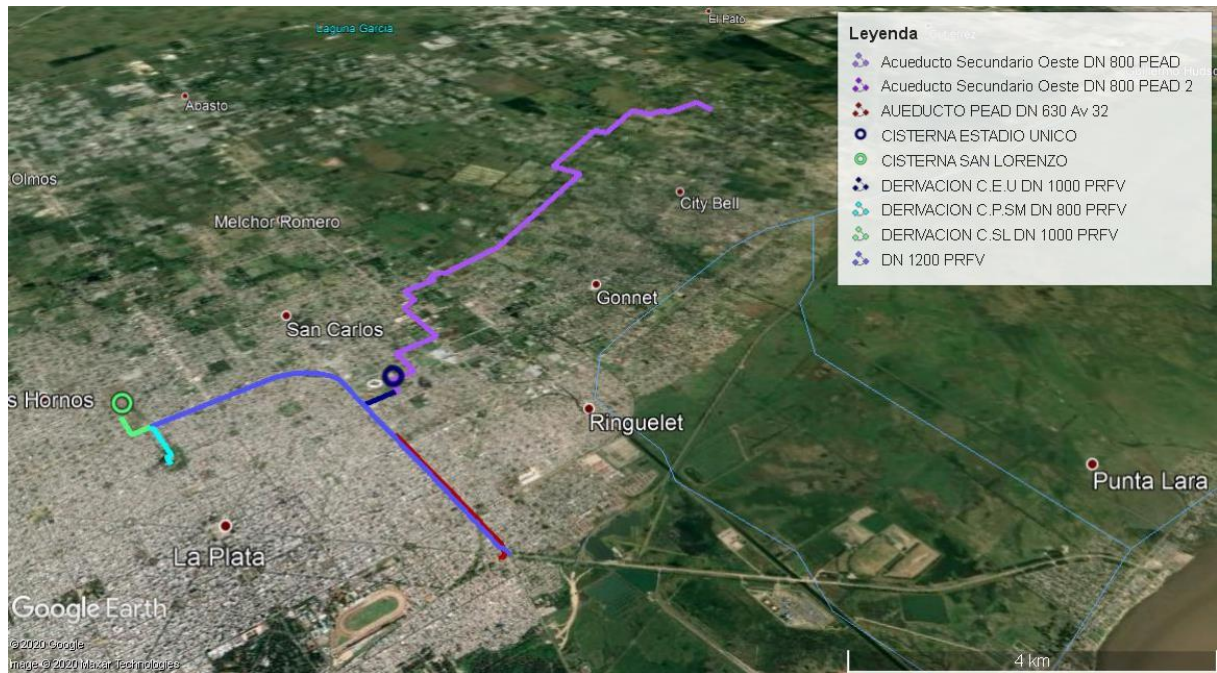 El Pato
Laguna Garcia
Abasto
Olmos
Melchor Romero
City Bell
Gonnet
San Carlos
s Hornos
Ringuelet
Punta Lara
La Plata
Leyenda
Acueducto Secundario Oeste DN 800 PEAD
Acueducto Secundario Oeste DN 800 PEAD 2
AUEDUCTO PEAD DN 630 Av 32
CISTERNA ESTADIO UNICO
CISTERNA SAN LORENZO
DERIVACION C.E.U DN 1000 PRFV
DERIVACION C.P.SM DN 800 PRFV
DERIVACION C.SL DN 1000 PRFV
DN 1200 PRFV
Google Earth
© 2020 Google
mage © 2020 Maxar Technologies
4 km